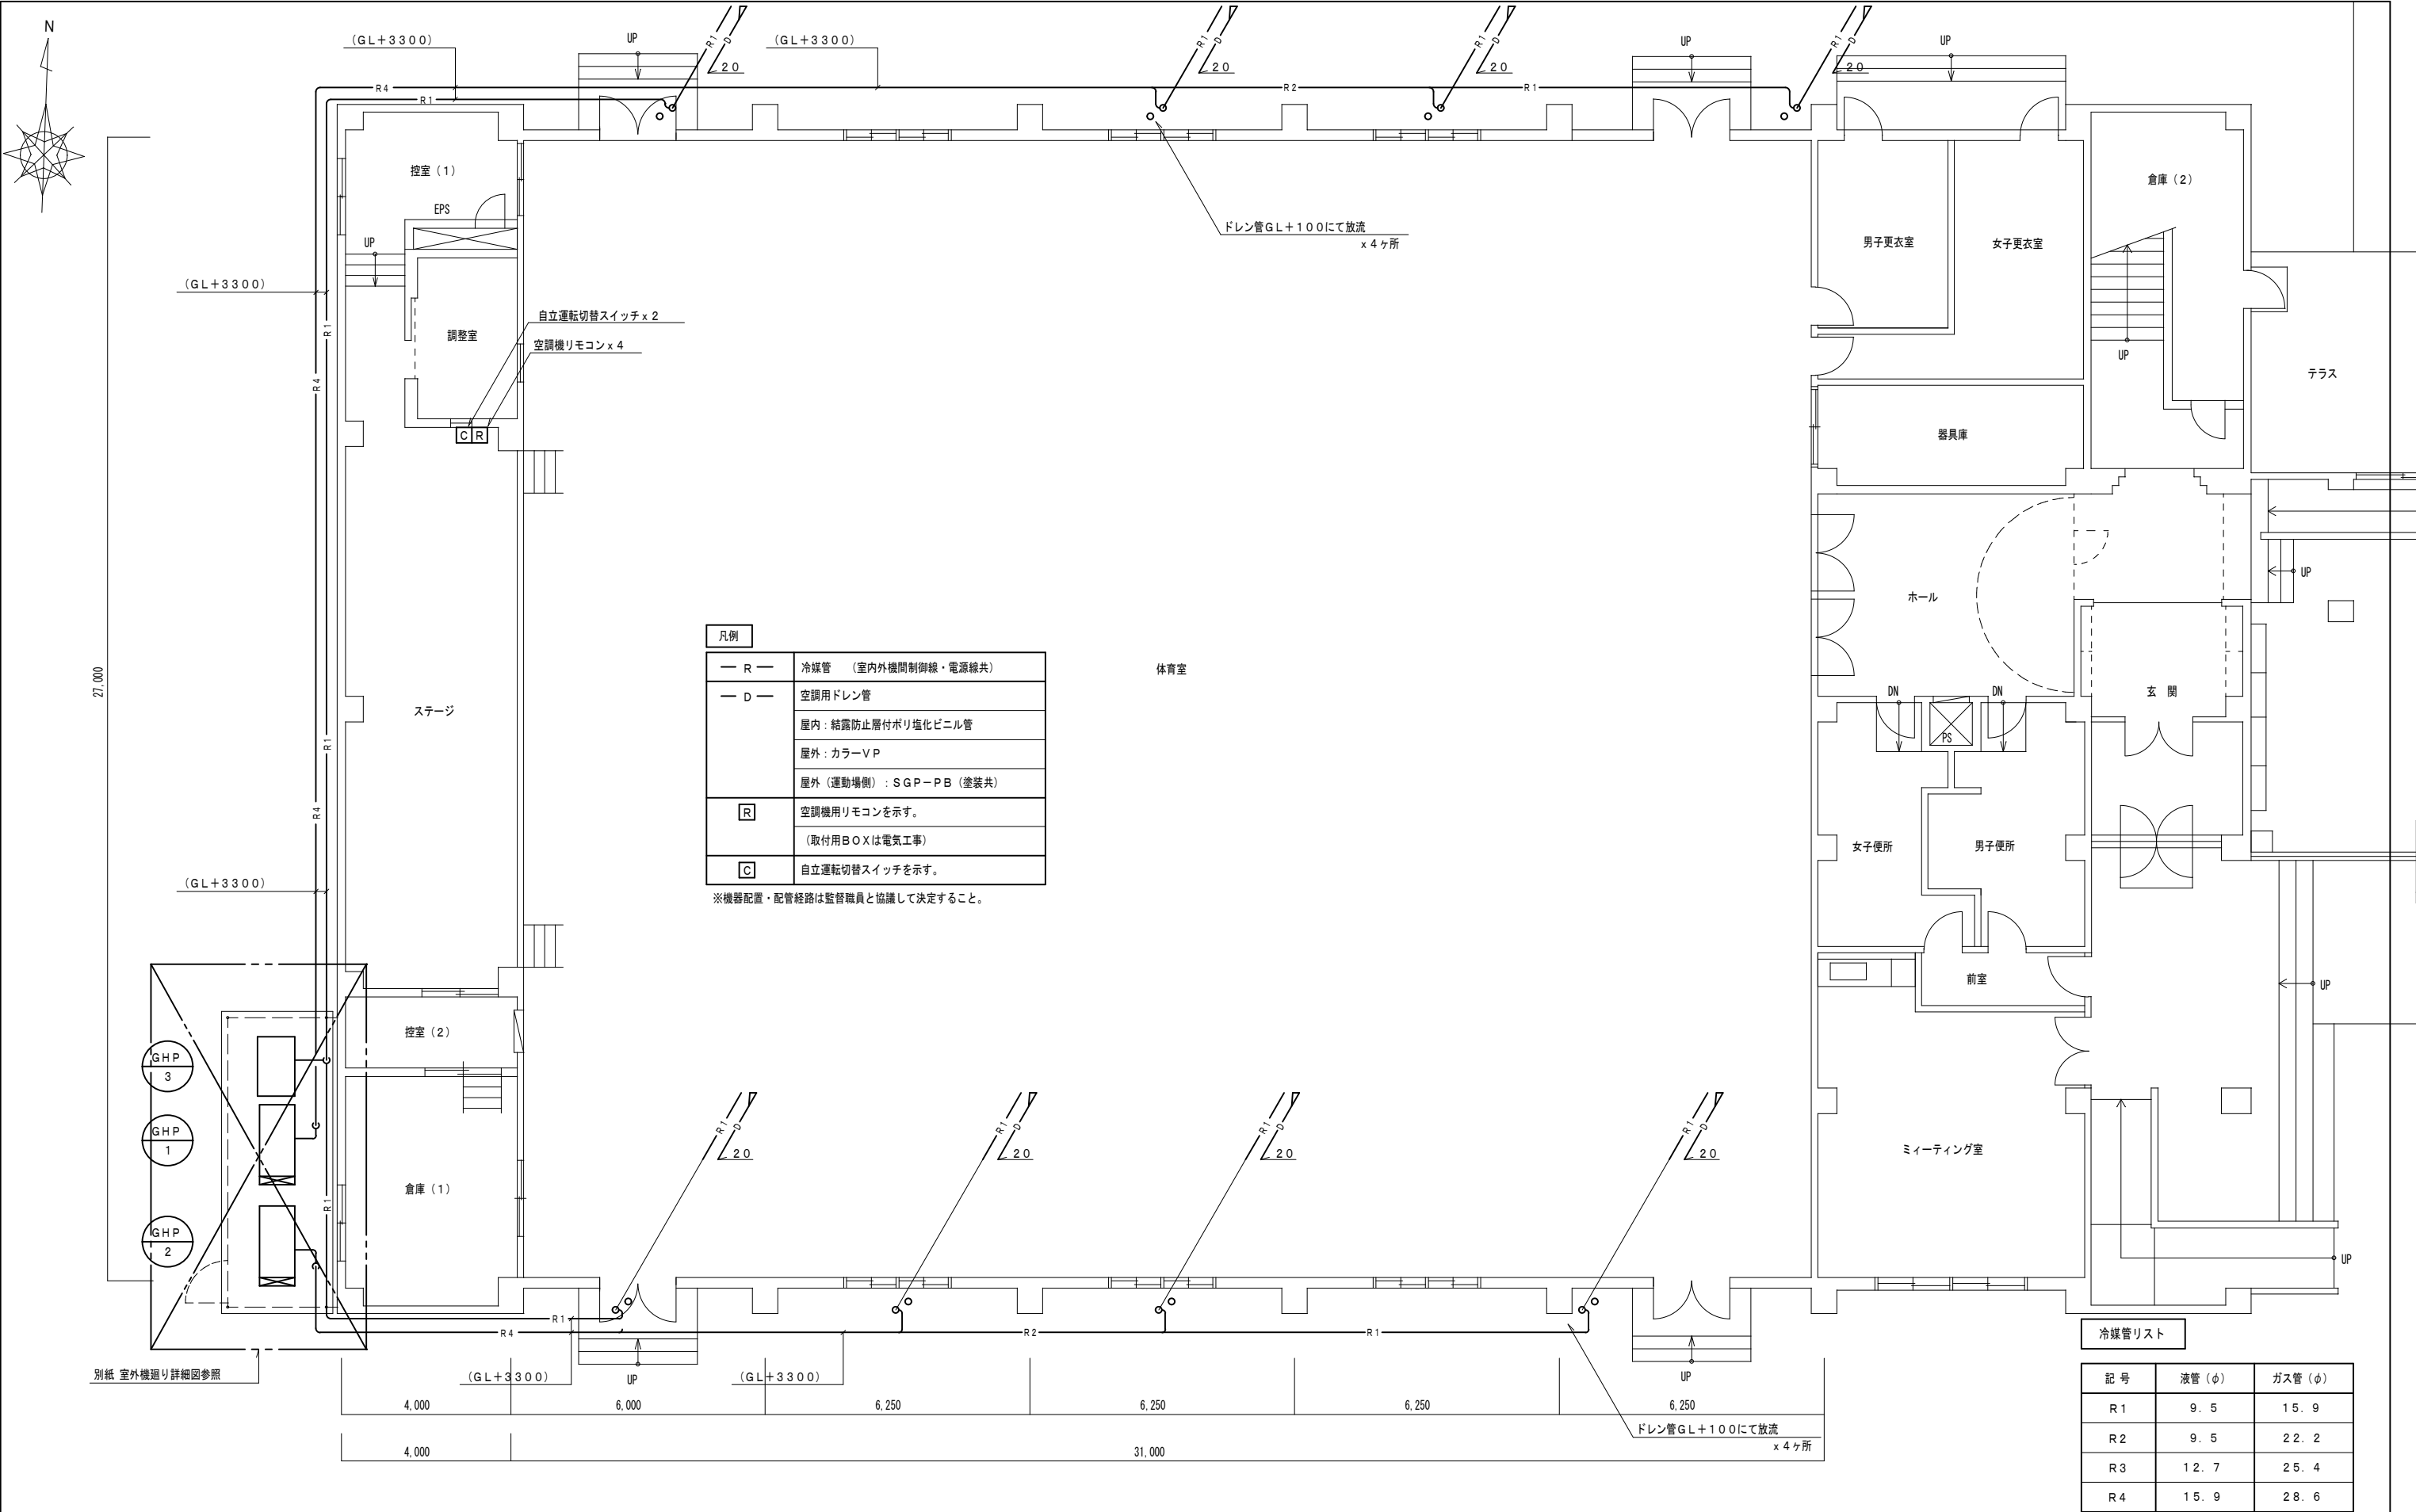 N
(GL+3300)
UP
(GL+3300)
R1
D
20
R1
D
20
R1
D
20
UP
R1
D
20
UP
R4
R1
R2
R1
控室(1)
EPS
UP
(GL+3300)
R1
R4
調整室
自立運転切替スイッチx2
空調機リモコンx4
C R
ドレン管GL+100にて放流
x4ヶ所
男子更衣室
女子更衣室
倉庫(2)
UP
テラス
器具庫
ホール
UP
27,000
ステージ
R1
R4
(GL+3300)
凡例
R 冷媒管 (室内外機間制御線・電源線共)
D 空調用ドレン管
屋内:結露防止層付ポリ塩化ビニル管
屋外:カラーVP
屋外(運動場側):SGP-PB(塗装共)
R 空調機用リモコンを示す。
(取付用BOXは電気工事)
C 自立運転切替スイッチを示す。
※機器配置・配管経路は監督職員と協議して決定すること。
体育室
DN
PS
DN
玄 関
女子便所
男子便所
前室
UP
ミィーティング室
UP
控室(2)
倉庫(1)
GHP
3
GHP
1
GHP
2
R1
R1
D
20
R1
D
20
R1
D
20
R1
D
20
R1
R4
R2
R1
別紙 室外機廻り詳細図参照
(GL+3300)
UP
(GL+3300)
UP
4,000 6,000 6,250 6,250 6,250 6,250
4,000 31,000
ドレン管GL+100にて放流
x4ヶ所
冷媒管リスト
記 号 液管(φ) ガス管(φ)
R1 9.5 15.9
R2 9.5 22.2
R3 12.7 25.4
R4 15.9 28.6